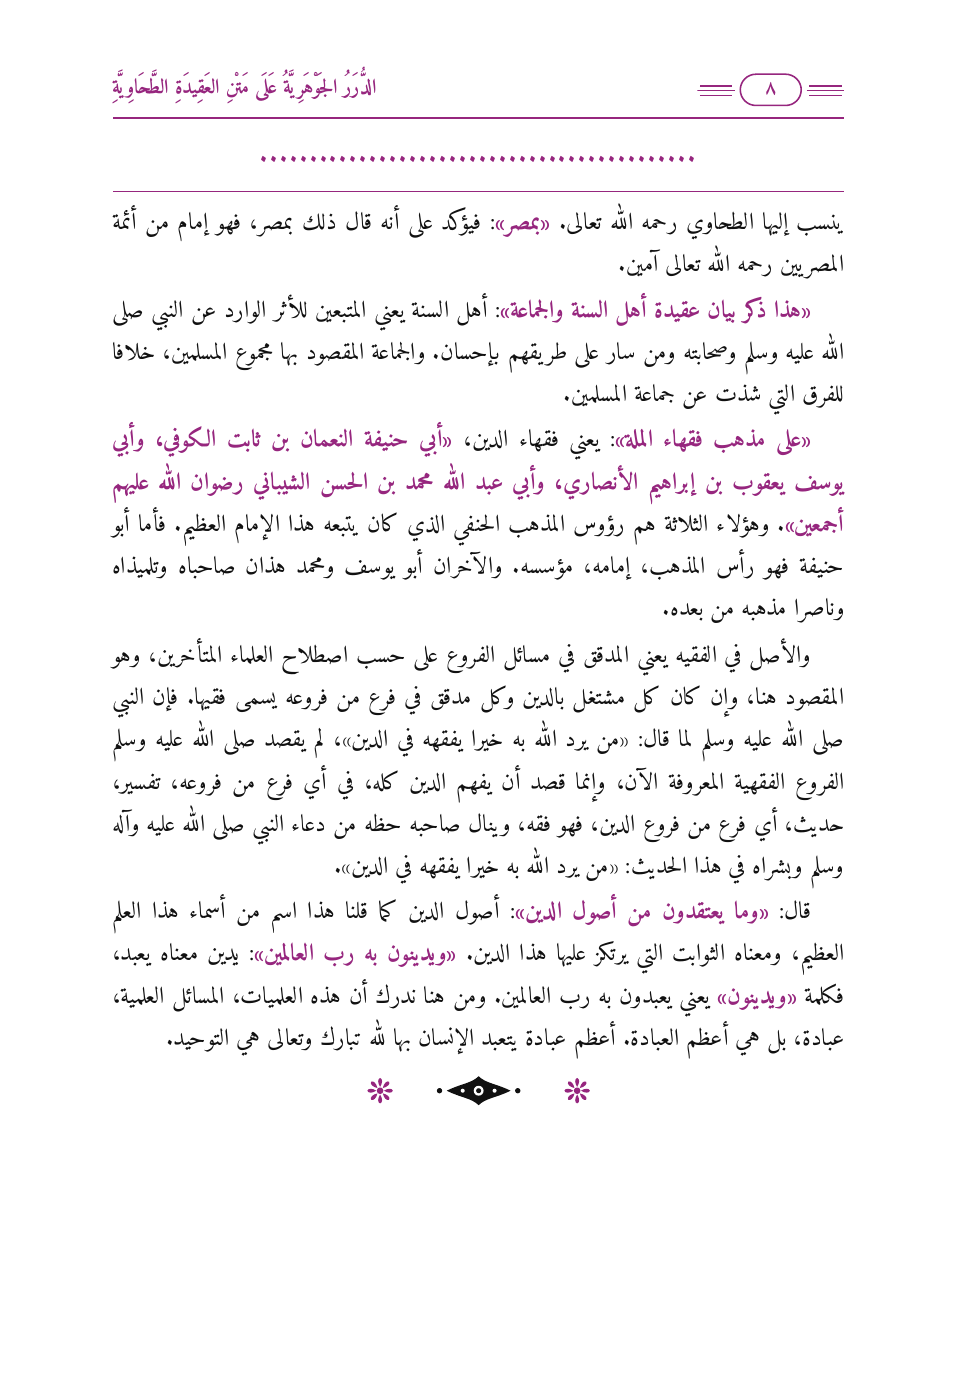 ٨
الدُّرَرُ الجَوْهَرِيَّةُ عَلَى مَتْنِ العَقِيدَةِ الطَّحَاوِيَّةِ
ينسب إليها الطحاوي رحمه الله تعالى. «بمصر»: فيؤكد على أنه قال ذلك بمصر، فهو إمام من أئمة
المصريين رحمه الله تعالى آمين.
«هذا ذكر بيان عقيدة أهل السنة والجماعة»: أهل السنة يعني المتبعين للأثر الوارد عن النبي صلى
الله عليه وسلم وصحابته ومن سار على طريقهم بإحسان. والجماعة المقصود بها مجموع المسلمين، خلافا
للفرق التي شذت عن جماعة المسلمين.
«على مذهب فقهاء الملة»: يعني فقهاء الدين، «أبي حنيفة النعمان بن ثابت الكوفي، وأبي
يوسف يعقوب بن إبراهيم الأنصاري، وأبي عبد الله محمد بن الحسن الشيباني رضوان الله عليهم
أجمعين». وهؤلاء الثلاثة هم رؤوس المذهب الحنفي الذي كان يتبعه هذا الإمام العظيم. فأما أبو
حنيفة فهو رأس المذهب، إمامه، مؤسسه. والآخران أبو يوسف ومحمد هذان صاحباه وتلميذاه
وناصرا مذهبه من بعده.
والأصل في الفقيه يعني المدقق في مسائل الفروع على حسب اصطلاح العلماء المتأخرين، وهو
المقصود هنا، وإن كان كل مشتغل بالدين وكل مدقق في فرع من فروعه يسمى فقيها. فإن النبي
صلى الله عليه وسلم لما قال: «من يرد الله به خيرا يفقهه في الدين»، لم يقصد صلى الله عليه وسلم
الفروع الفقهية المعروفة الآن، وإنما قصد أن يفهم الدين كله، في أي فرع من فروعه، تفسير،
حديث، أي فرع من فروع الدين، فهو فقه، وينال صاحبه حظه من دعاء النبي صلى الله عليه وآله
وسلم وبشراه في هذا الحديث: «من يرد الله به خيرا يفقهه في الدين».
قال: «وما يعتقدون من أصول الدين»: أصول الدين كما قلنا هذا اسم من أسماء هذا العلم
العظيم، ومعناه الثوابت التي يرتكز عليها هذا الدين. «ويدينون به رب العالمين»: يدين معناه يعبد،
فكلمة «ويدينون» يعني يعبدون به رب العالمين. ومن هنا ندرك أن هذه العلميات، المسائل العلمية،
عبادة، بل هي أعظم العبادة. أعظم عبادة يتعبد الإنسان بها لله تبارك وتعالى هي التوحيد.